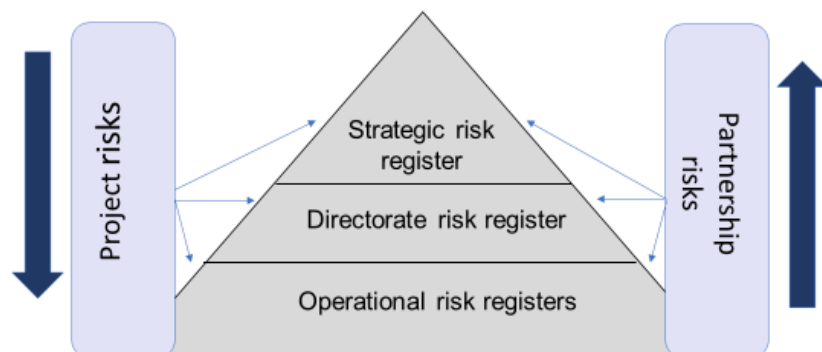 Project risks
Strategic risk
register
Directorate risk register
Operational risk registers
Partnership
risks